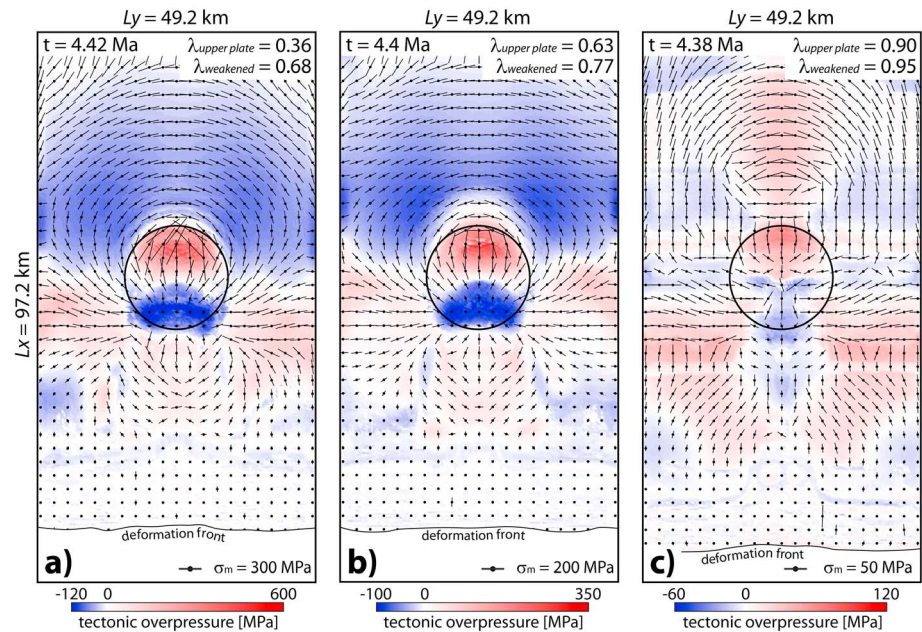 Ly = 49.2 km
Ly = 49.2 km
Ly = 49.2 km
Lx = 97.2 km
t = 4.42 Ma
λupper plate = 0.36
λweakened = 0.68
deformation front
a)
σm = 300 MPa
-120 0 600
tectonic overpressure [MPa]
t = 4.4 Ma
λupper plate = 0.63
λweakened = 0.77
deformation front
b)
σm = 200 MPa
-100 0 350
tectonic overpressure [MPa]
t = 4.38 Ma
λupper plate = 0.90
λweakened = 0.95
deformation front
c)
σm = 50 MPa
-60 0 120
tectonic overpressure [MPa]